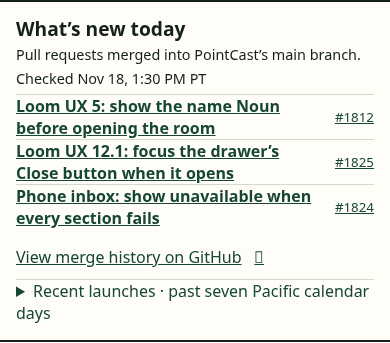 What's new today
Pull requests merged into PointCast's main branch.
Checked Nov 18, 1:30 PM PT
Loom UX 5: show the name Noun
before opening the room
#1812
Loom UX 12.1: focus the drawer's
Close button when it opens
#1825
Phone inbox: show unavailable when
every section fails
#1824
View merge history on GitHub
Recent launches · past seven Pacific calendar
days